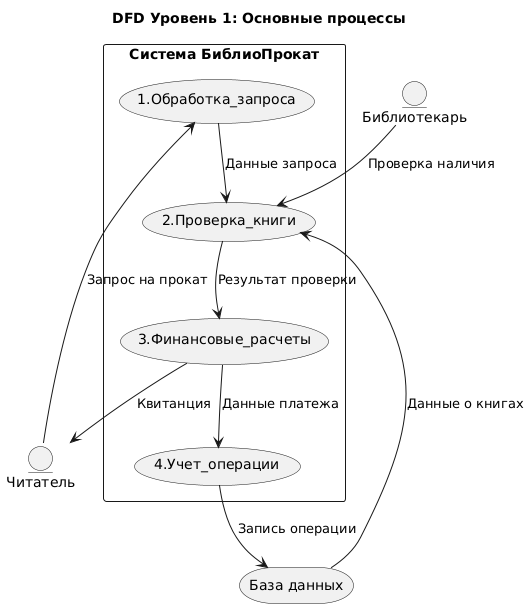 DFD Уровень 1: Основные процессы
Система БиблиоПрокат
1.Обработка_запроса
Библиотекарь
Данные запроса
Проверка наличия
2.Проверка_книги
Запрос на прокат
Результат проверки
3.Финансовые_расчеты
Квитанция
Данные платежа
Данные о книгах
4.Учет_операции
Читатель
Запись операции
База данных